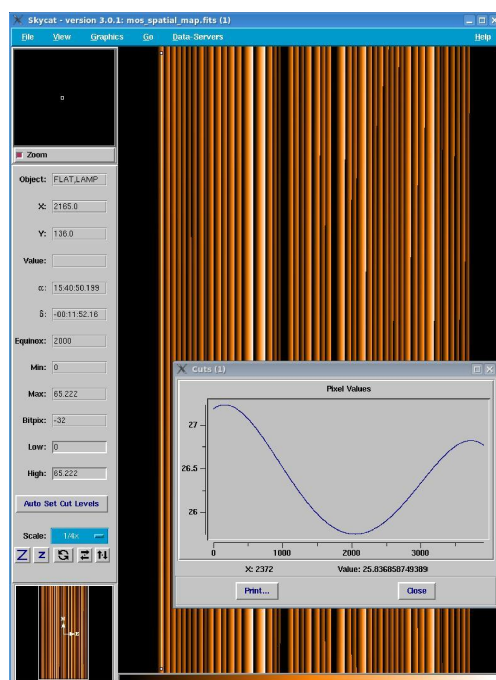 Skycat - version 3.0.1: mos_spatial_map.fits (1)
File View Graphics Go Data-Servers Help
Zoom
Object: FLAT,LAMP
X: 2165.0
Y: 136.0
Value:
α: 15:40:50.199
δ: -00:11:52.16
Equinox: 2000
Min: 0
Max: 65.222
Bitpix: -32
Low: 0
High: 65.222
Auto Set Cut Levels
Scale: 1/4x
Z z
Cuts (1)
Pixel Values
27
26.5
26
0 1000 2000 3000
X: 2372 Value: 25.836858749389
Print... Close